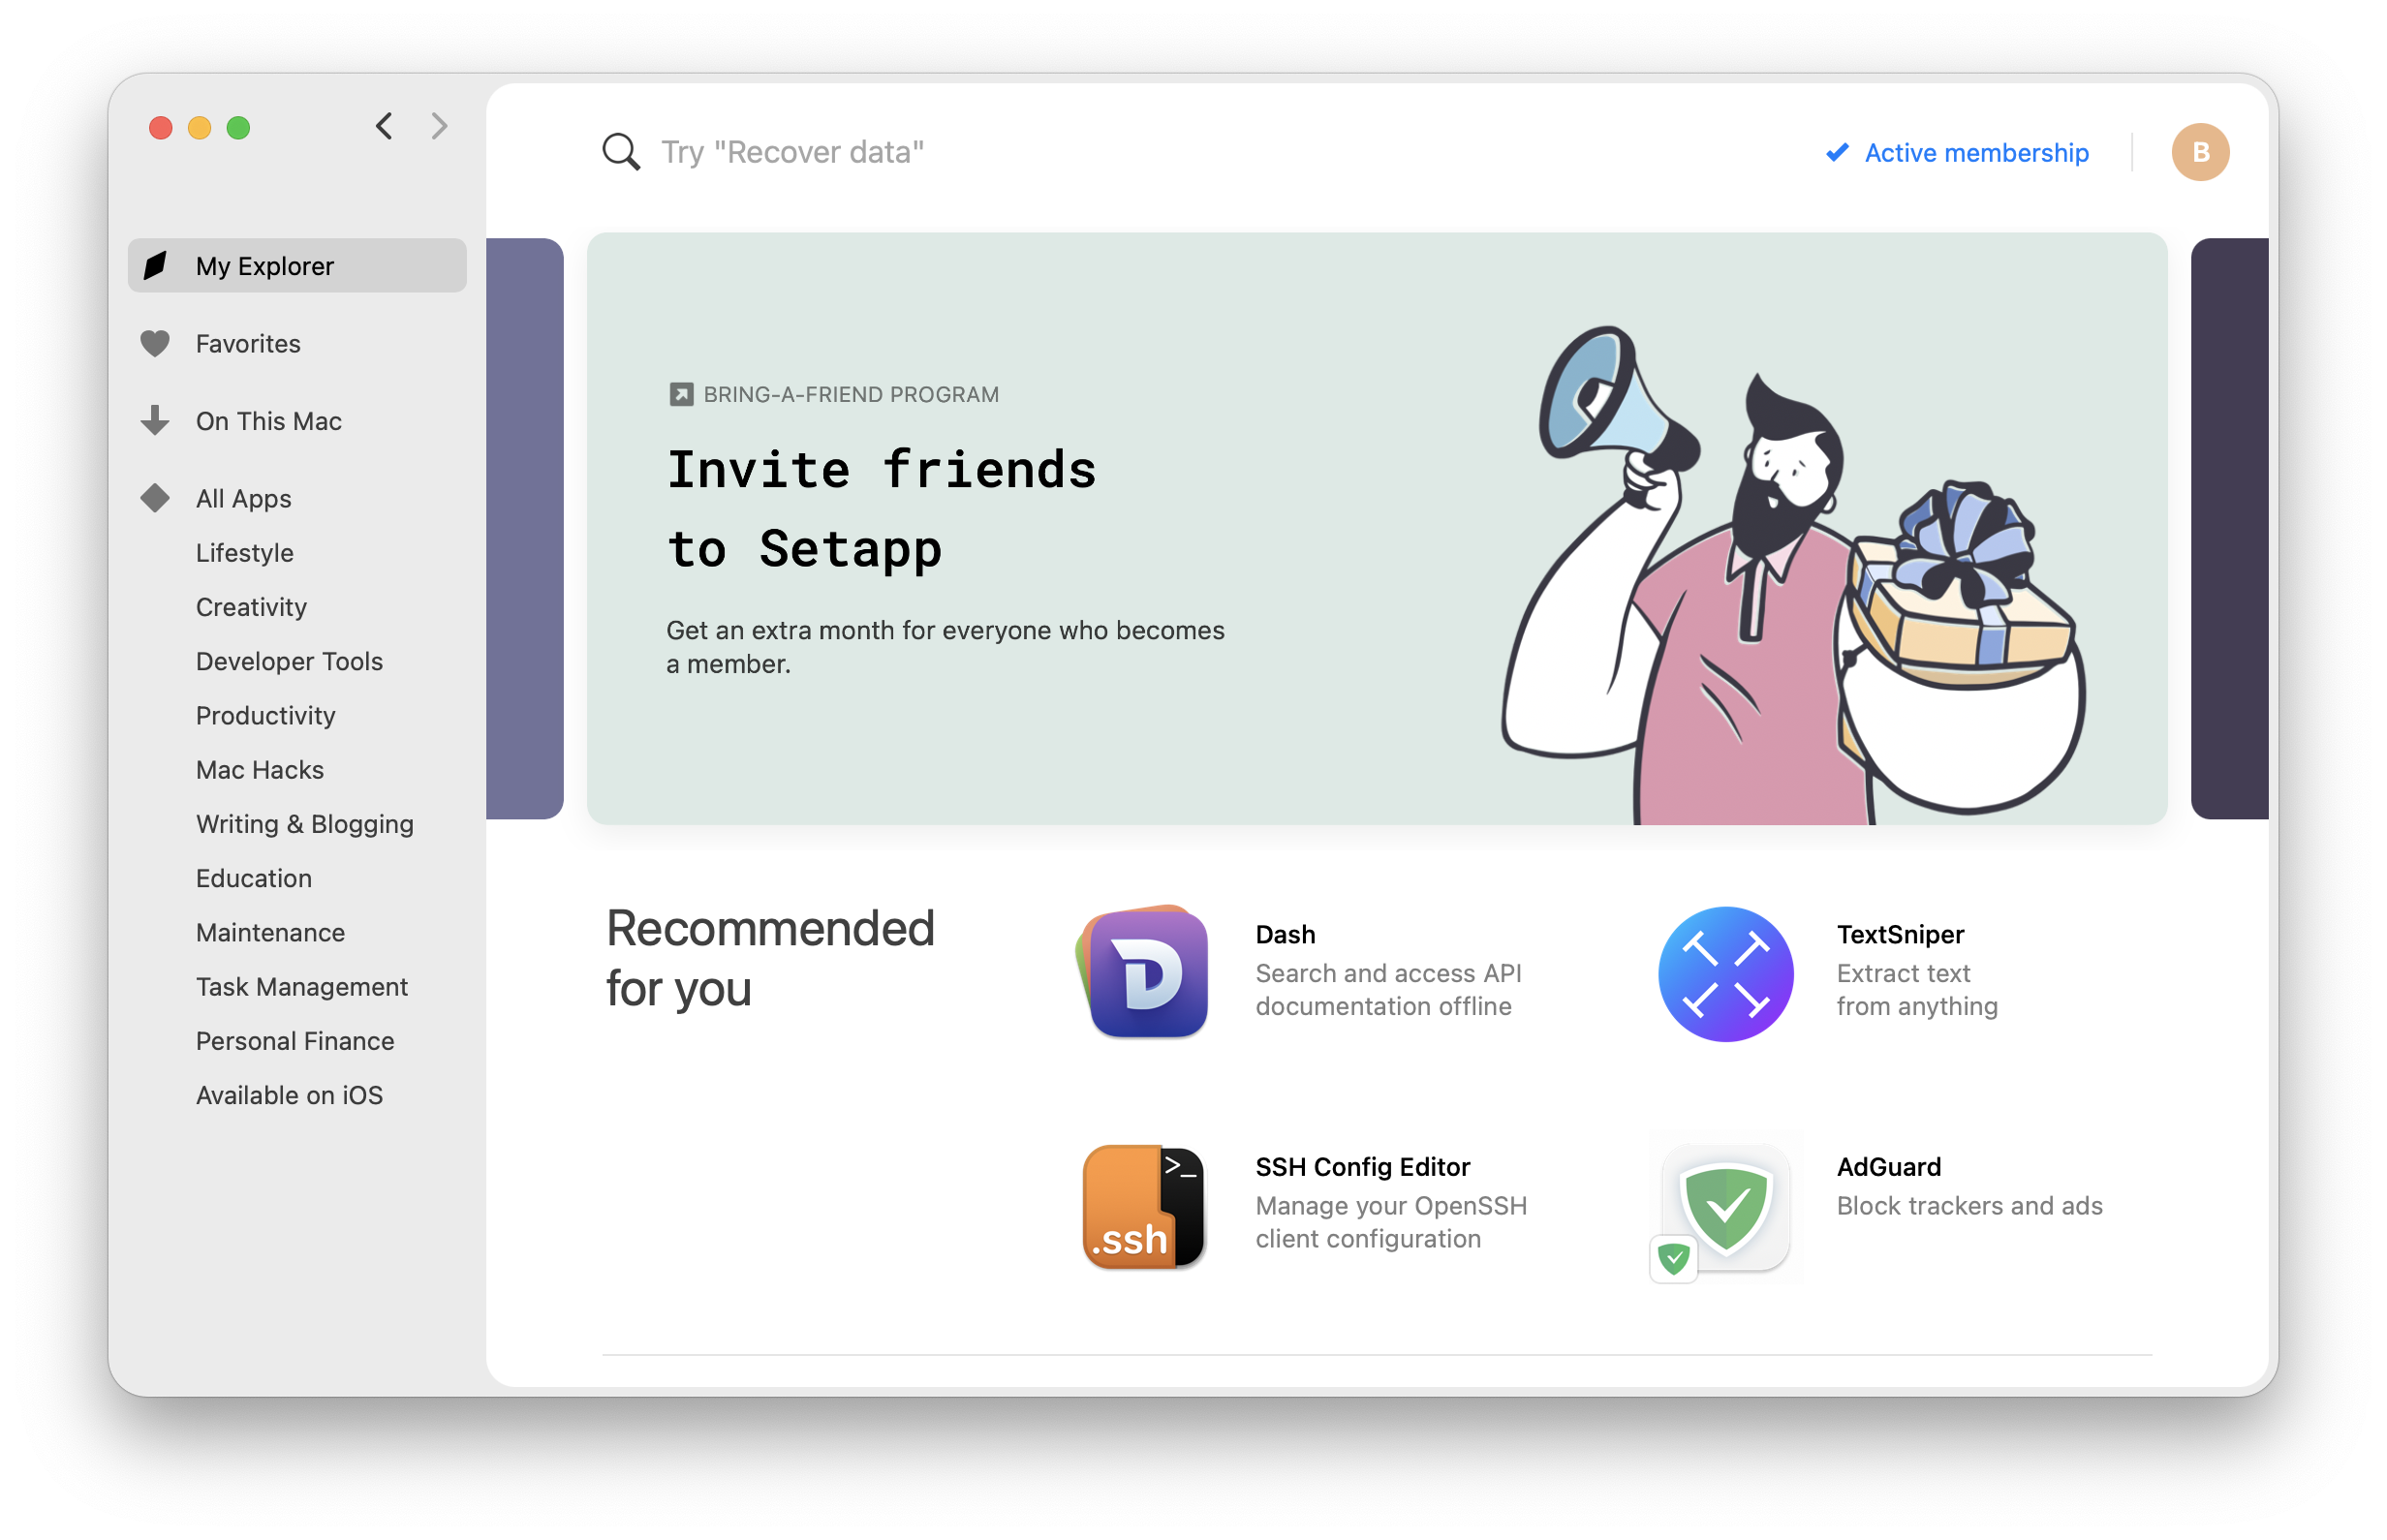 My Explorer
Favorites
On This Mac
All Apps
Lifestyle
Creativity
Developer Tools
Productivity
Mac Hacks
Writing & Blogging
Education
Maintenance
Task Management
Personal Finance
Available on iOS
Try "Recover data"
Active membership
B
BRING-A-FRIEND PROGRAM
Invite friends
to Setapp
Get an extra month for everyone who becomes
a member.
Recommended
for you
D
Dash
Search and access API
documentation offline
TextSniper
Extract text
from anything
>_
.ssh
SSH Config Editor
Manage your OpenSSH
client configuration
AdGuard
Block trackers and ads